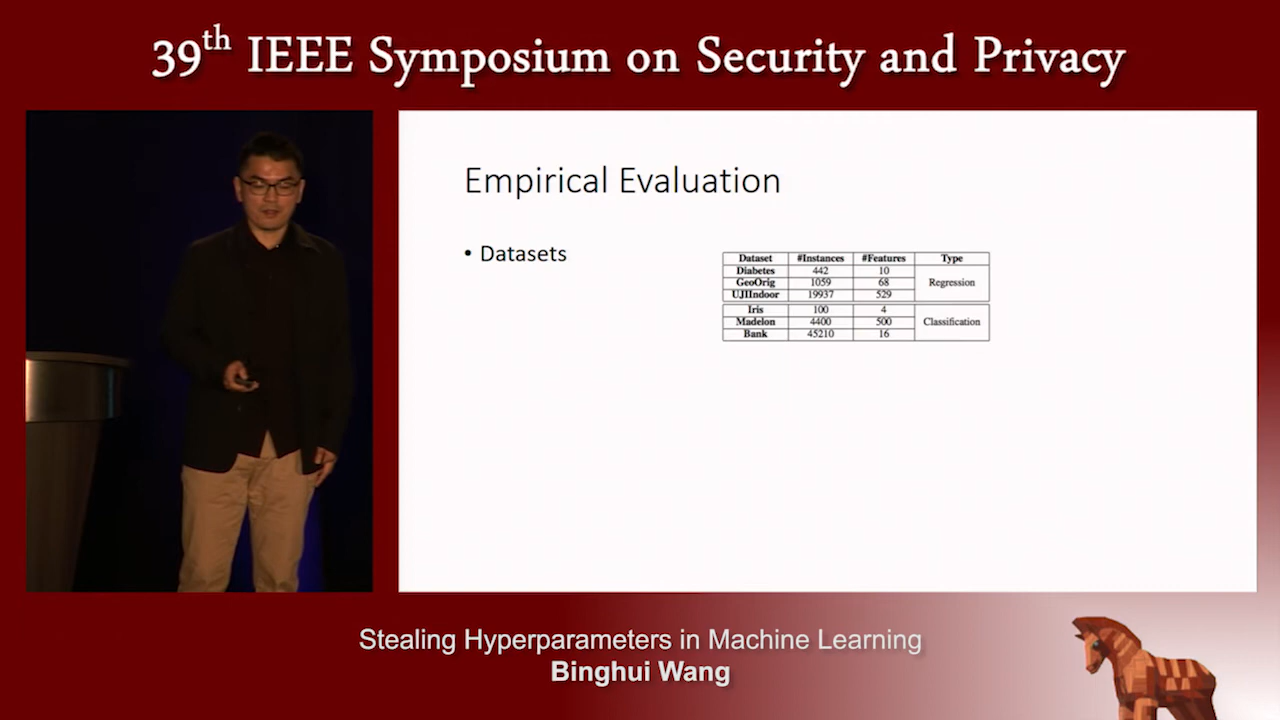 39th IEEE Symposium on Security and Privacy
Empirical Evaluation
• Datasets
Dataset #Instances #Features Type
Diabetes 442 10 Regression
GeoOrig 1059 68
UJIIndoor 19937 529
Iris 100 4 Classification
Madelon 4400 500
Bank 45210 16
Stealing Hyperparameters in Machine Learning
Binghui Wang